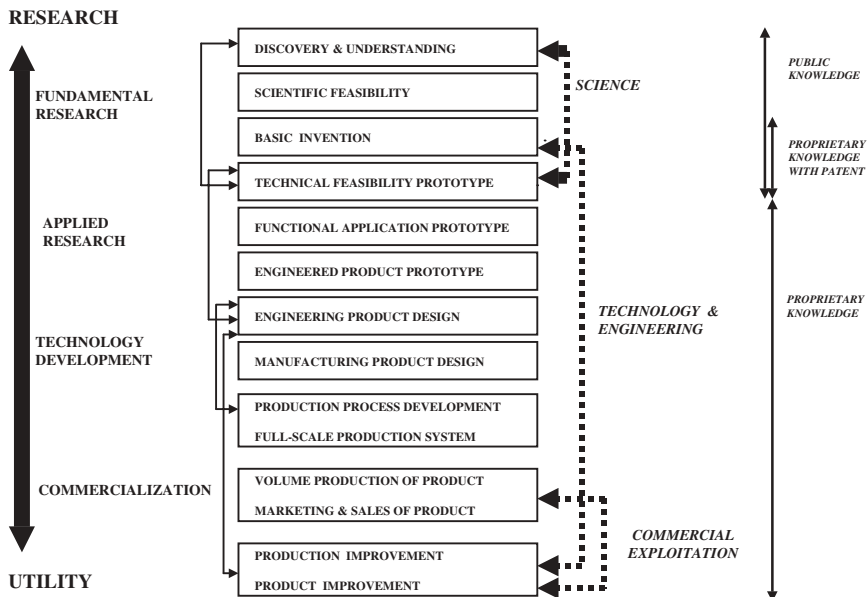 RESEARCH
FUNDAMENTAL
RESEARCH
APPLIED
RESEARCH
TECHNOLOGY
DEVELOPMENT
COMMERCIALIZATION
UTILITY
DISCOVERY & UNDERSTANDING
SCIENTIFIC FEASIBILITY
BASIC INVENTION
TECHNICAL FEASIBILITY PROTOTYPE
FUNCTIONAL APPLICATION PROTOTYPE
ENGINEERED PRODUCT PROTOTYPE
ENGINEERING PRODUCT DESIGN
MANUFACTURING PRODUCT DESIGN
PRODUCTION PROCESS DEVELOPMENT
FULL-SCALE PRODUCTION SYSTEM
VOLUME PRODUCTION OF PRODUCT
MARKETING & SALES OF PRODUCT
PRODUCTION IMPROVEMENT
PRODUCT IMPROVEMENT
SCIENCE
TECHNOLOGY &
ENGINEERING
COMMERCIAL
EXPLOITATION
PUBLIC
KNOWLEDGE
PROPRIETARY
KNOWLEDGE
WITH PATENT
PROPRIETARY
KNOWLEDGE